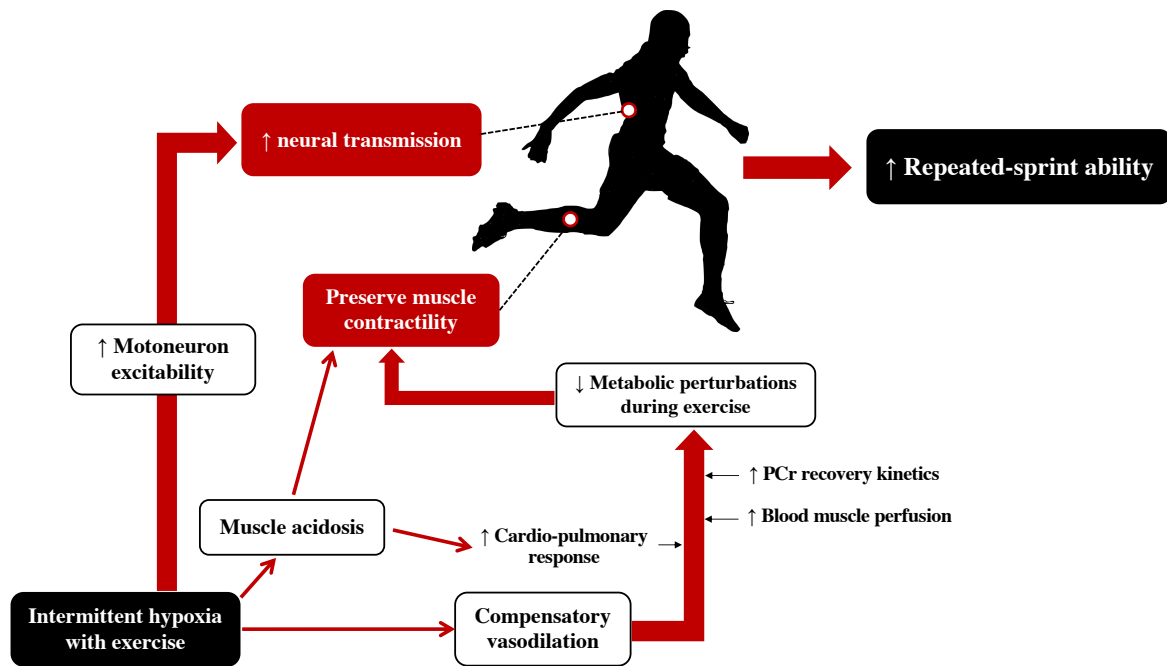 ↑ neural transmission
↑ Repeated-sprint ability
Preserve muscle
contractility
↑ Motoneuron
excitability
↓ Metabolic perturbations
during exercise
↑ PCr recovery kinetics
↑ Blood muscle perfusion
Muscle acidosis
↑ Cardio-pulmonary
response
Intermittent hypoxia
with exercise
Compensatory
vasodilation